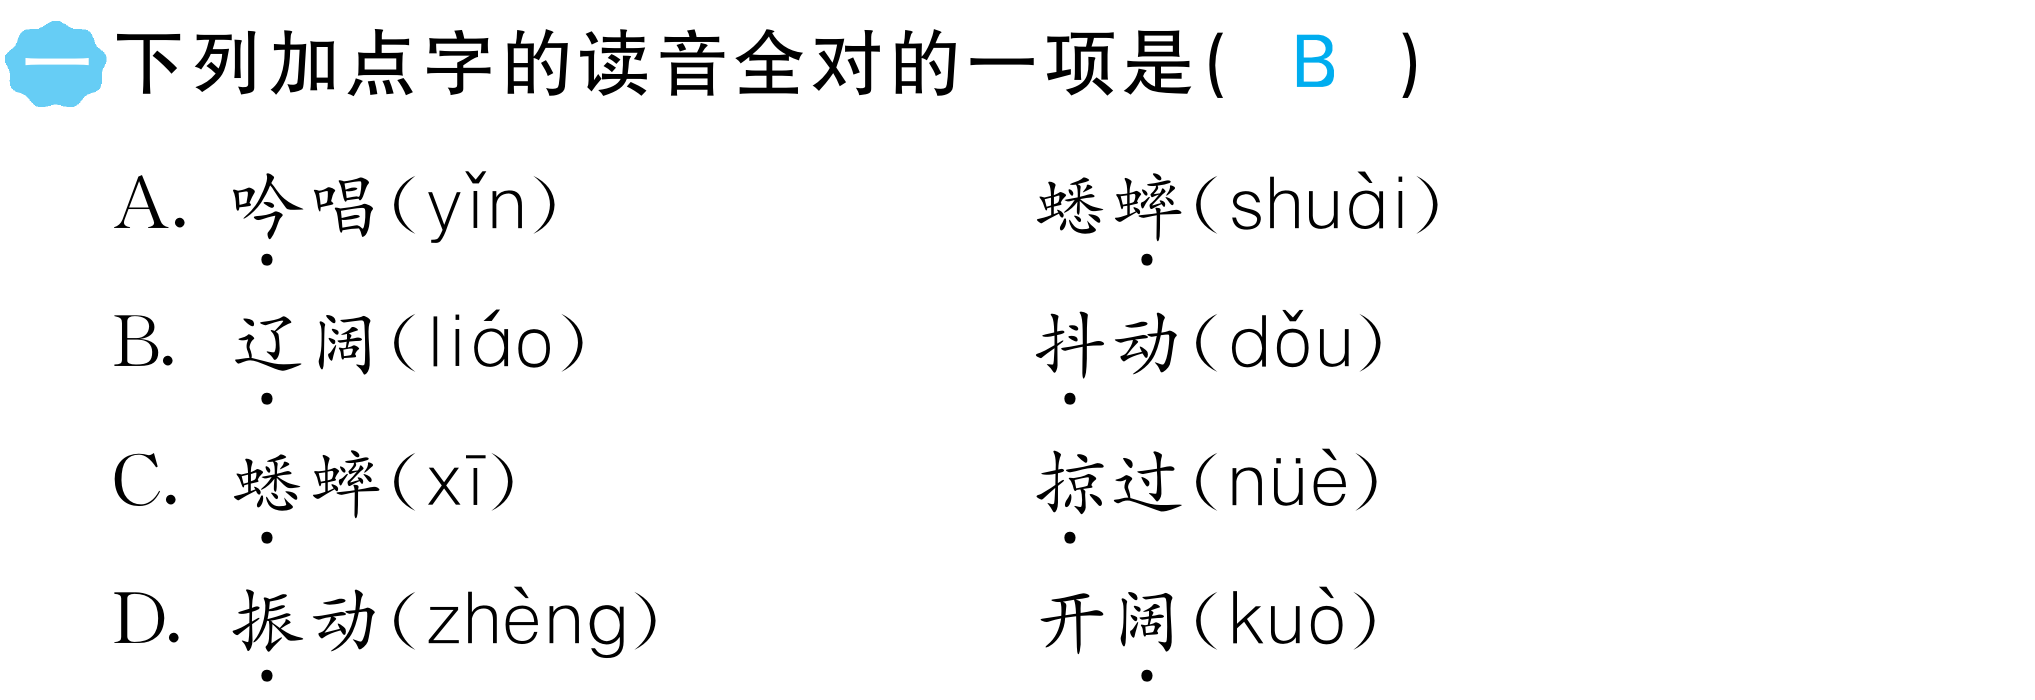 一 下列加点字的读音全对的一项是( B )
A. 吟唱(yǐn) 蟋蟀(shuài)
B. 辽阔(liáo) 抖动(dǒu)
C. 蟋蟀(xī) 掠过(nüè)
D. 振动(zhèng) 开阔(kuò)